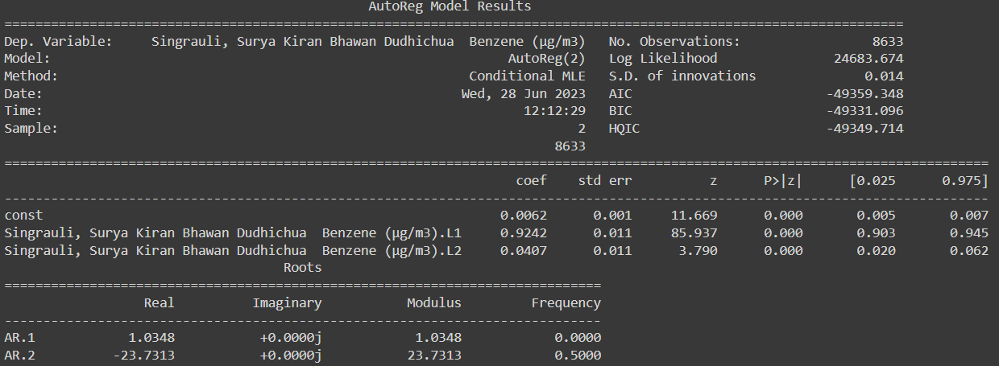 AutoReg Model Results
==============================================================================================================
Dep. Variable: Singrauli, Surya Kiran Bhawan Dudhichua  Benzene (µg/m3) No. Observations: 8633
Model: AutoReg(2) Log Likelihood 24683.674
Method: Conditional MLE S.D. of innovations 0.014
Date: Wed, 28 Jun 2023 AIC -49359.348
Time: 12:12:29 BIC -49331.096
Sample: 2 HQIC -49349.714
8633
==============================================================================================================
coef std err z P>|z| [0.025 0.975]
--------------------------------------------------------------------------------------------------------------
const 0.0062 0.001 11.669 0.000 0.005 0.007
Singrauli, Surya Kiran Bhawan Dudhichua  Benzene (µg/m3).L1 0.9242 0.011 85.937 0.000 0.903 0.945
Singrauli, Surya Kiran Bhawan Dudhichua  Benzene (µg/m3).L2 0.0407 0.011 3.790 0.000 0.020 0.062
Roots
=============================================================================
Real Imaginary Modulus Frequency
-----------------------------------------------------------------------------
AR.1 1.0348 +0.0000j 1.0348 0.0000
AR.2 -23.7313 +0.0000j 23.7313 0.5000